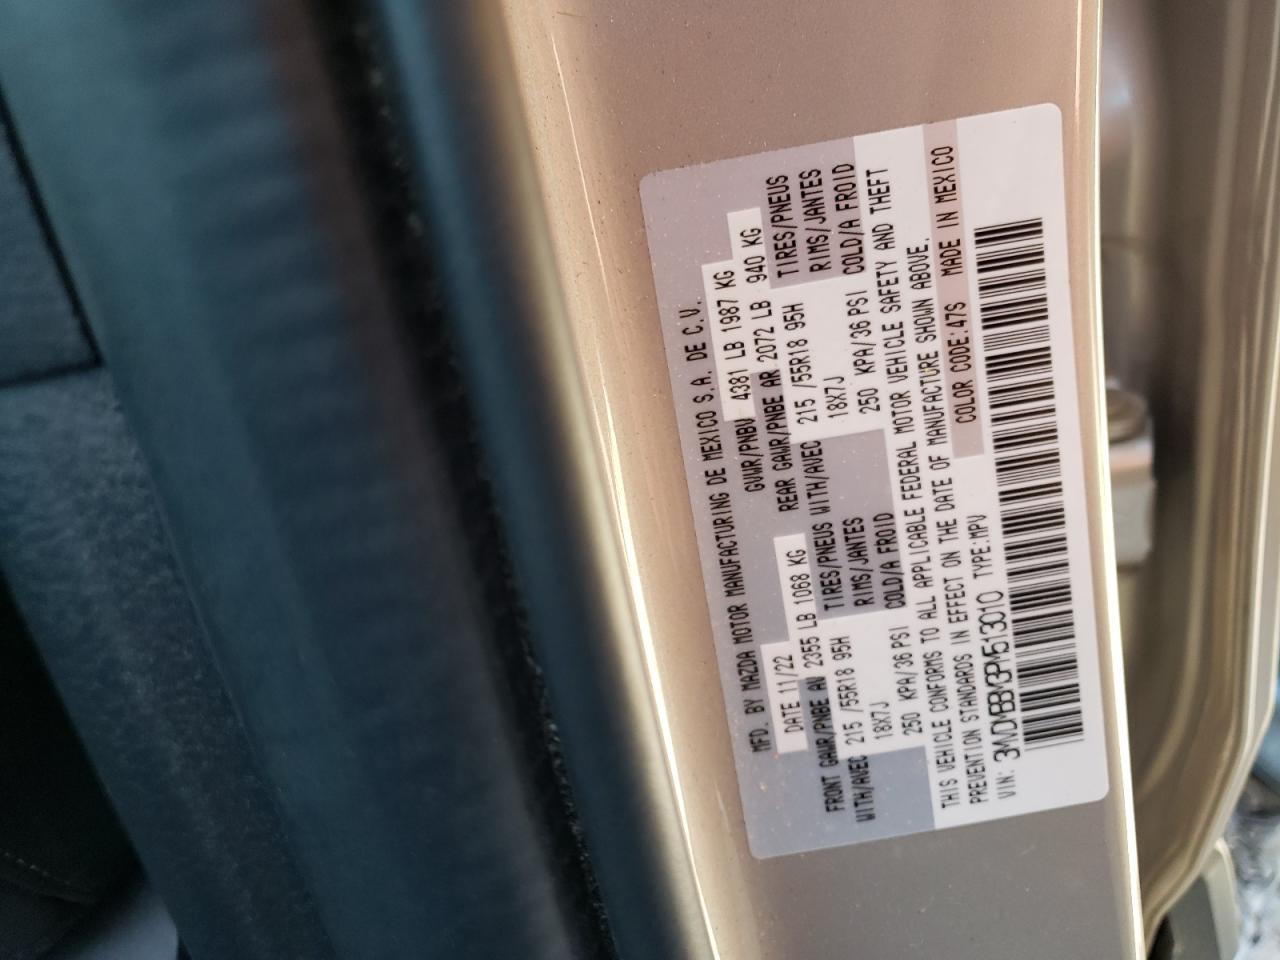 MFD. BY MAZDA MOTOR MANUFACTURING DE MEXICO S.A. DE C.V.
DATE 11/22 GVWR/PNBV 4381 LB 1987 KG
FRONT GAWR/PNBE AV 2355 LB 1068 KG REAR GAWR/PNBE AR 2072 LB 940 KG
WITH/AVEC 215 /55R18 95H TIRES/PNEUS WITH/AVEC 215 /55R18 95H TIRES/PNEUS
18X7J RIMS/JANTES 18X7J RIMS/JANTES
250 KPA/36 PSI COLD/A FROID 250 KPA/36 PSI COLD/A FROID
THIS VEHICLE CONFORMS TO ALL APPLICABLE FEDERAL MOTOR VEHICLE SAFETY AND THEFT
PREVENTION STANDARDS IN EFFECT ON THE DATE OF MANUFACTURE SHOWN ABOVE.
VIN: 3MVDMBBM3PM513010 TYPE:MPV COLOR CODE:47S MADE IN MEXICO